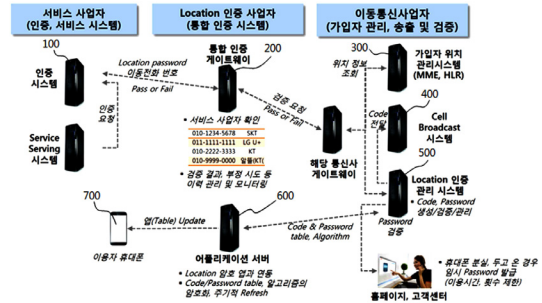 서비스 사업자
(인증, 서비스 시스템)
Location 인증 사업자
(통합 인증 시스템)
이동통신사업자
(가입자 관리, 송출 및 검증)
100
인증
시스템
Location password
이동전화 번호
Pass or Fail
200
통합 인증
게이트웨이
300
위치 정보
조회
가입자 위치
관리시스템
(MME, HLR)
인증
요청
Service
Serving
시스템
• 서비스 사업자 확인
010-1234-5678 SKT
011-1111-1111 LG U+
010-2222-3333 KT
010-9999-0000 알뜰(KT(
• 검증 결과, 부정 시도 등
이력 관리 및 모니터링
검증 요청
Pass or Fail
해당 통신사
게이트웨이
Code
전달
400
Cell
Broadcast
시스템
500
Location 인증
관리 시스템
• Code, Password
생성/검증/관리
Password
검증
700
이용자 휴대폰
앱(Table) Update
600
어플리케이션 서버
Code & Password
table, Algorithm
• Location 암호 앱과 연동
• Code/Password table, 알고리즘의
암호화, 주기적 Refresh
• 휴대폰 분실, 두고 온 경우
임시 Password 발급
(이용시간, 횟수 제한)
홈페이지, 고객센터